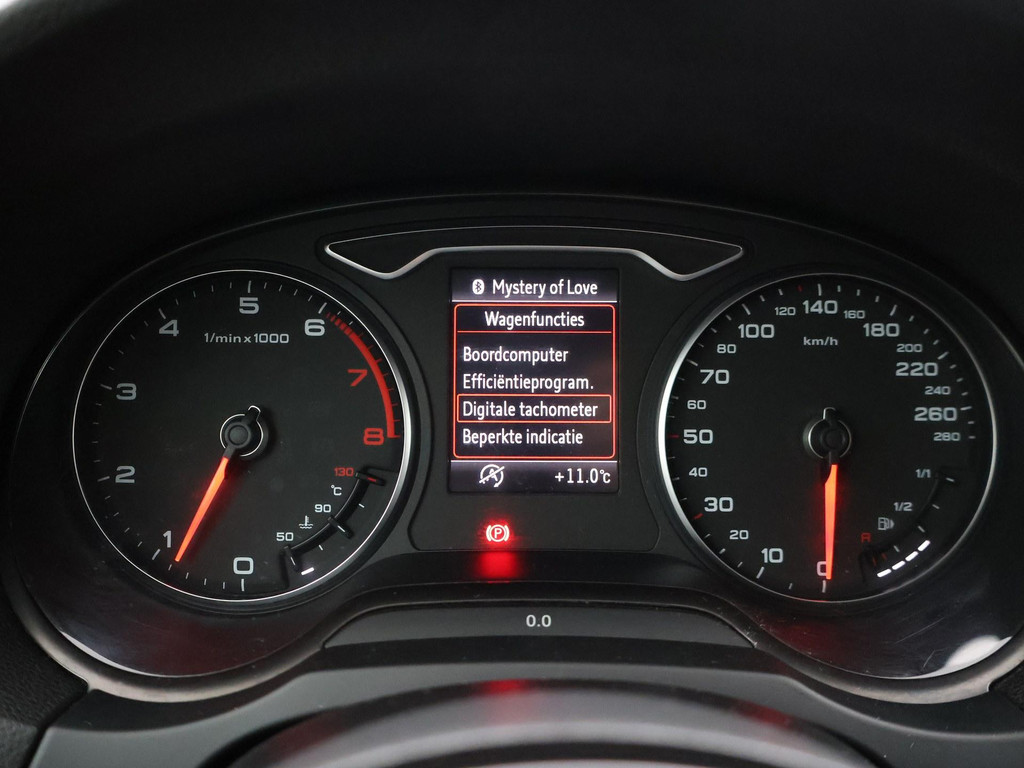 Mystery of Love
Wagenfuncties
Boordcomputer
Efficiëntieprogram.
Digitale tachometer
Beperkte indicatie
A
+11.0°C
P
0.0
1/min x 1000
0
1
2
3
4
5
6
7
8
130
°C
90
50
km/h
0
10
20
30
40
50
60
70
80
100
120
140
160
180
200
220
240
260
280
1/1
1/2
R